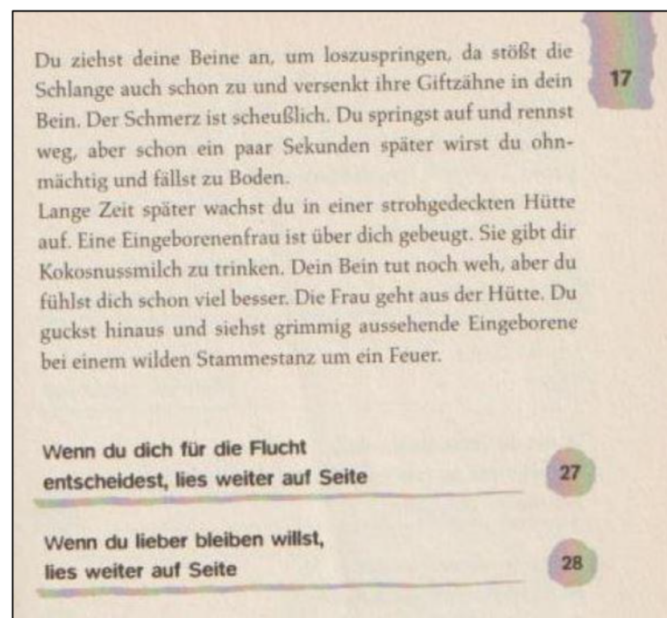 17
Du ziehst deine Beine an, um loszuspringen, da stößt die
Schlange auch schon zu und versenkt ihre Giftzähne in dein
Bein. Der Schmerz ist scheußlich. Du springst auf und rennst
weg, aber schon ein paar Sekunden später wirst du ohn-
mächtig und fällst zu Boden.
Lange Zeit später wachst du in einer strohgedeckten Hütte
auf. Eine Eingeborenenfrau ist über dich gebeugt. Sie gibt dir
Kokosnussmilch zu trinken. Dein Bein tut noch weh, aber du
fühlst dich schon viel besser. Die Frau geht aus der Hütte. Du
guckst hinaus und siehst grimmig aussehende Eingeborene
bei einem wilden Stammestanz um ein Feuer.
Wenn du dich für die Flucht
entscheidest, lies weiter auf Seite 27
Wenn du lieber bleiben willst,
lies weiter auf Seite 28